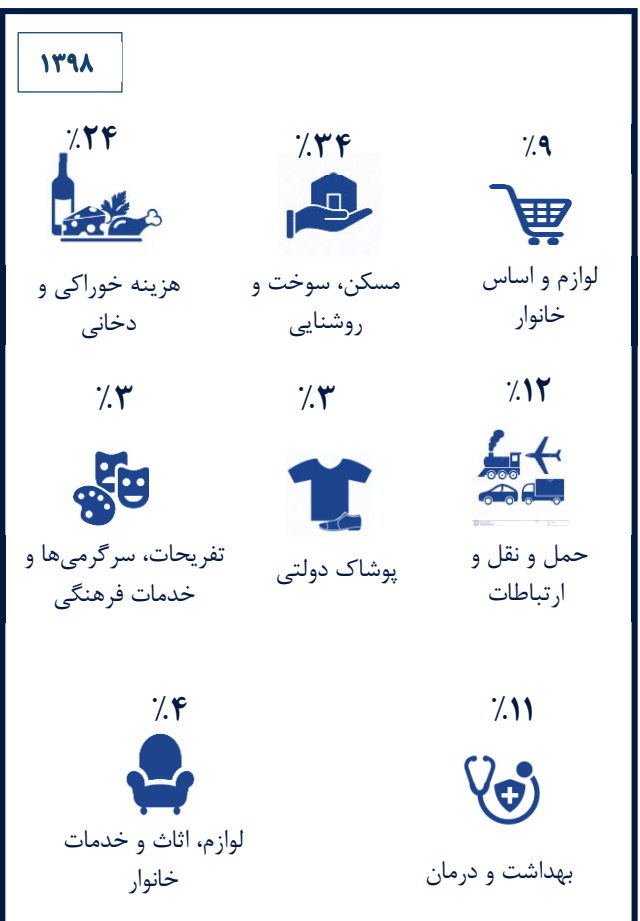 ۱۳۹۸
٪۹
لوازم و اساس
خانوار
٪۳۴
مسکن، سوخت و
روشنایی
٪۲۴
هزینه خوراکی و
دخانی
٪۱۲
حمل و نقل و
ارتباطات
٪۳
پوشاک دولتی
٪۳
تفریحات، سرگرمی‌ها و
خدمات فرهنگی
٪۱۱
بهداشت و درمان
٪۴
لوازم، اثاث و خدمات
خانوار